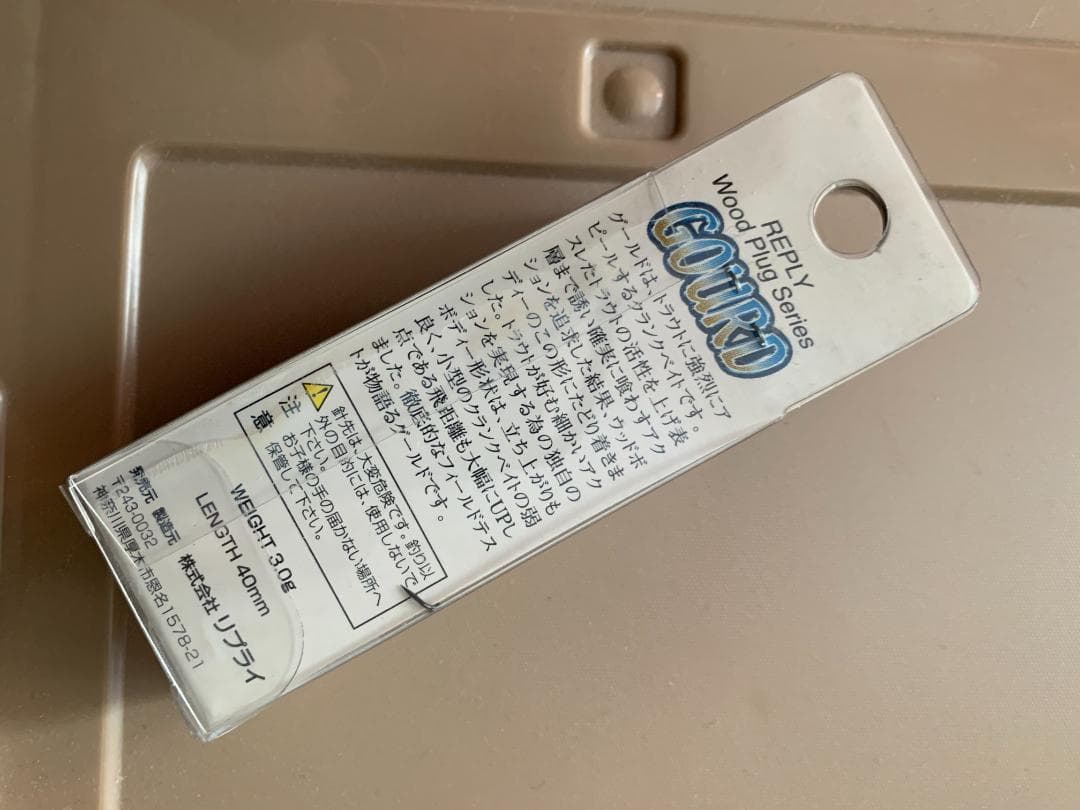 REPLY
Wood Plug Series
GOURD
グールドは、トラウトに強烈にア
ピールするクランクベイトです。
スレたトラウトの活性を上げ表
層まで誘い確実に喰わすアク
ションを追求した結果、ウッドボ
ディーのこの形にたどり着きま
した。トラウトが好む細かいアク
ションを実現する為の独自の
ボディー形状は、立ち上がりも
良く、小型のクランクベイトの弱
点である飛距離も大幅にUPし
ました。徹底的なフィールドテス
トが物語るグールドです。
注意
針先は、大変危険です。釣り以
外の目的には、使用しないで
下さい。
お子様の手の届かない場所へ
保管して下さい。
WEIGHT 3.0g
LENGTH 40mm
発売元 製造元 株式会社 リプライ
〒243-0032
神奈川県厚木市恩名1578-21